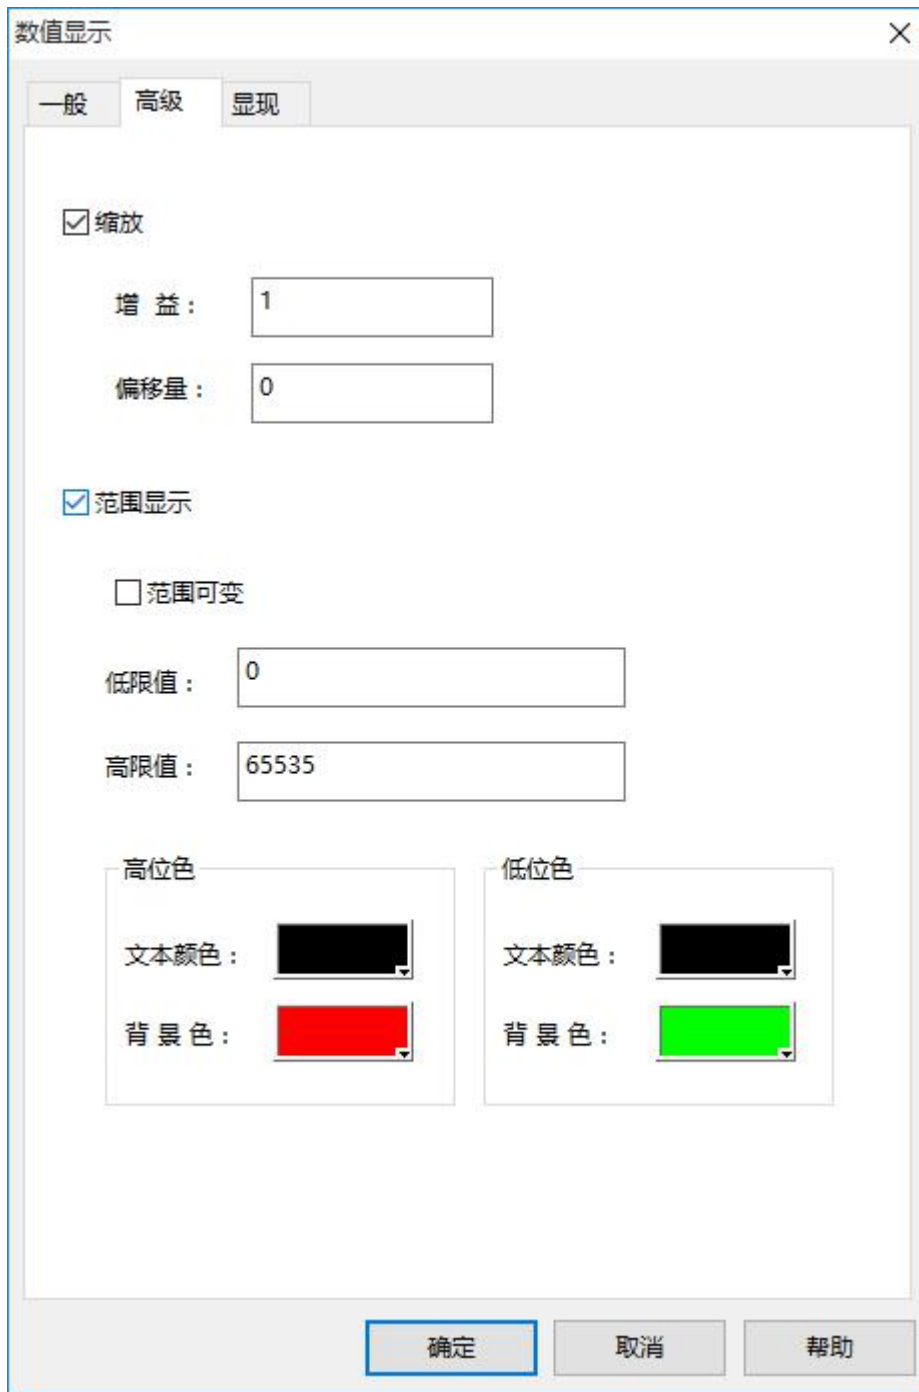 数值显示
一般 高级 显现
缩放
增 益： 1
偏移量： 0
范围显示
范围可变
低限值： 0
高限值： 65535
高位色 低位色
文本颜色： 文本颜色：
背 景 色： 背 景 色：
确定 取消 帮助